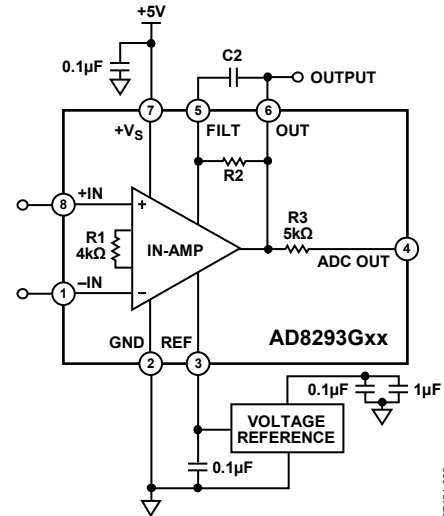 +5V
0.1µF
C2
OUTPUT
7
5
6
+VS
FILT
OUT
R2
8
+IN
+
R1
4kΩ
IN-AMP
R3
5kΩ
4
ADC OUT
1
–IN
–
AD8293Gxx
GND
REF
2
3
0.1µF
1µF
VOLTAGE
REFERENCE
0.1µF